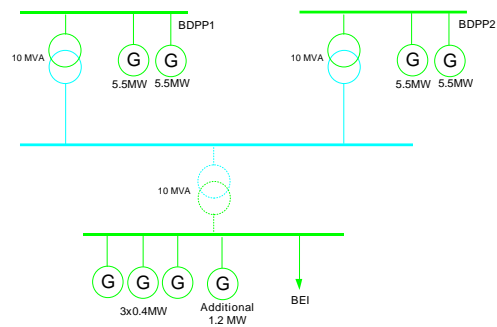 BDPP1
BDPP2
10 MVA
G
G
10 MVA
G
G
5.5MW
5.5MW
5.5MW
5.5MW
10 MVA
G
G
G
G
3x0.4MW
Additional
1.2 MW
BEI